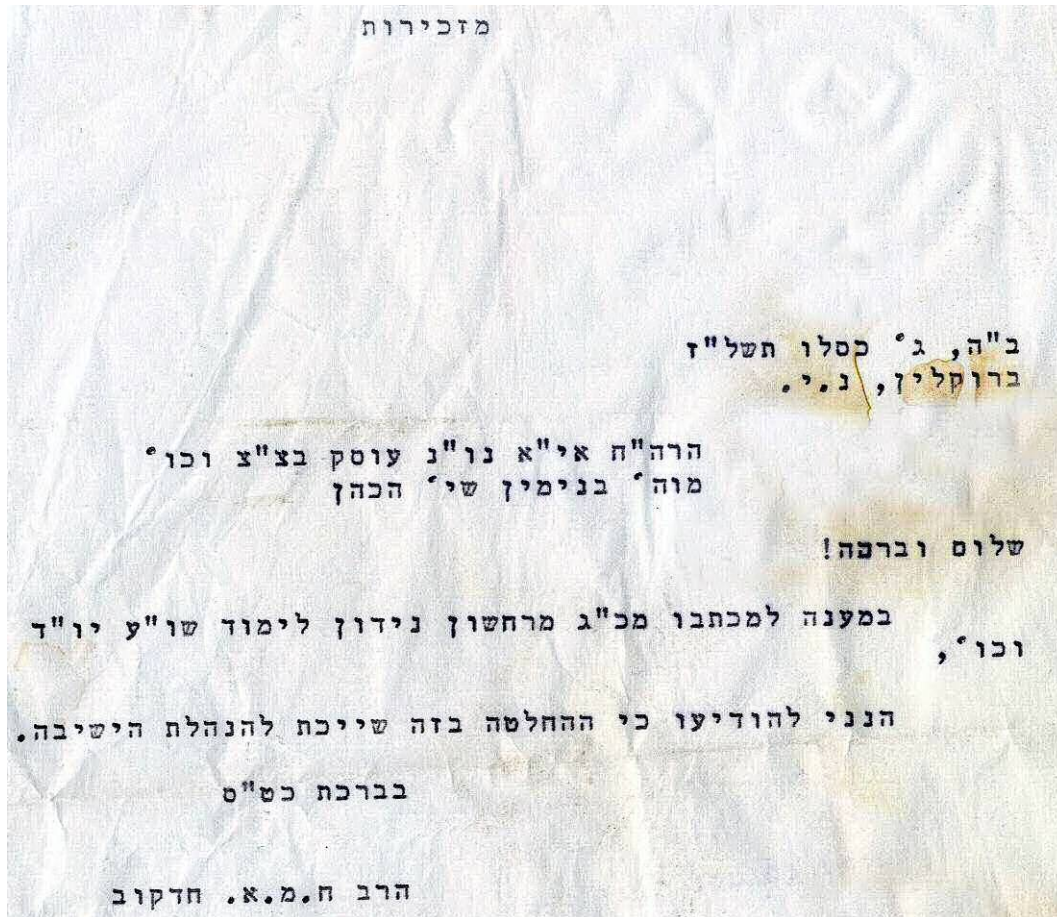 מזכירות
ב"ה, ג' כסלו תשל"ז
ברוקלין, נ.י.
הרה"ח אי"א נו"נ עוסק בצ"צ וכו'
מוה' בנימין שי' הכהן
שלום וברכה!
במענה למכתבו מכ"ג מרחשון נידון לימוד שו"ע יו"ד
וכו',
הנני להודיעו כי ההחלטה בזה שייכת להנהלת הישיבה.
בברכת כט"ט
הרב ח.מ.א. חדקוב